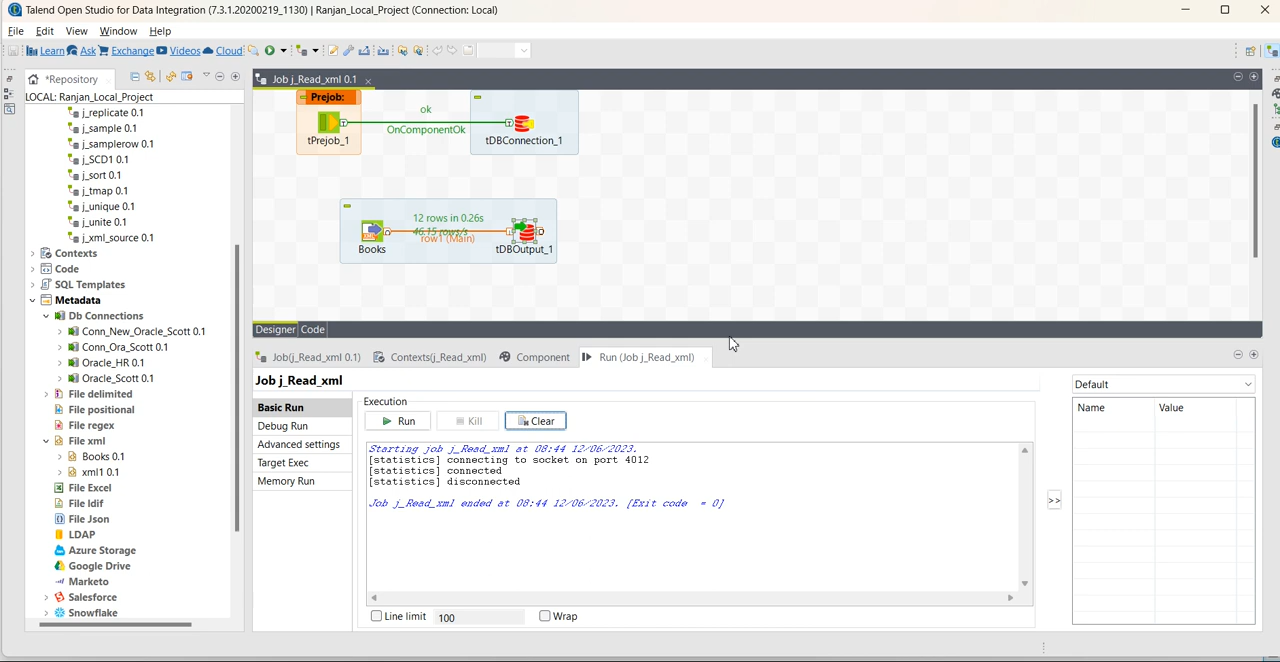 Talend Open Studio for Data Integration (7.3.1.20200219_1130) | Ranjan_Local_Project (Connection: Local)
File Edit View Window Help
Learn Ask Exchange Videos Cloud
*Repository
LOCAL: Ranjan_Local_Project
j_replicate 0.1
j_sample 0.1
j_samplerow 0.1
j_SCD1 0.1
j_sort 0.1
j_tmap 0.1
j_unique 0.1
j_unite 0.1
j_xml_source 0.1
Contexts
Code
SQL Templates
Metadata
Db Connections
Conn_New_Oracle_Scott 0.1
Conn_Ora_Scott 0.1
Oracle_HR 0.1
Oracle_Scott 0.1
File delimited
File positional
File regex
File xml
Books 0.1
xml1 0.1
File Excel
File ldif
File Json
LDAP
Azure Storage
Google Drive
Marketo
Salesforce
Snowflake
Job j_Read_xml 0.1
Prejob:
ok
OnComponentOk
tPrejob_1
tDBConnection_1
12 rows in 0.26s
46.15 rows/s
row1 (Main)
Books
tDBOutput_1
Designer Code
Job(j_Read_xml 0.1) Contexts(j_Read_xml) Component Run (Job j_Read_xml)
Job j_Read_xml
Basic Run
Debug Run
Advanced settings
Target Exec
Memory Run
Execution
Run Kill Clear
Starting job j_Read_xml at 08:44 12/06/2023.
[statistics] connecting to socket on port 4012
[statistics] connected
[statistics] disconnected
Job j_Read_xml ended at 08:44 12/06/2023. [Exit code = 0]
Line limit 100 Wrap
>>
Default
Name Value